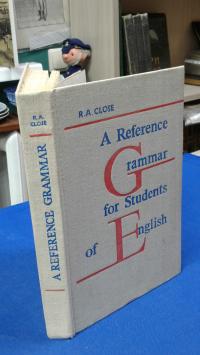 R.A.
CLOSE
A REFERENCE GRAMMAR
R.A. CLOSE
A Reference
Grammar
for Students
of English